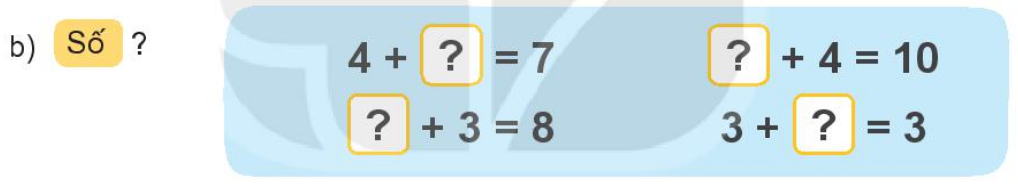 b) Số ?
4 + ? = 7
? + 4 = 10
? + 3 = 8
3 + ? = 3